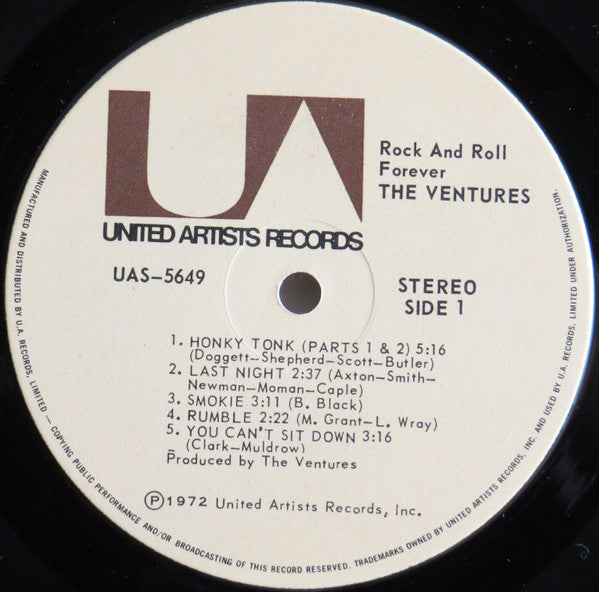 UA
UNITED ARTISTS RECORDS
Rock And Roll
Forever
THE VENTURES
UAS-5649
STEREO
SIDE 1
1. HONKY TONK (PARTS 1 & 2) 5:16
(Doggett-Shepherd-Scott-Butler)
2. LAST NIGHT 2:37 (Axton-Smith-
Newman-Moman-Caple)
3. SMOKIE 3:11 (B. Black)
4. RUMBLE 2:22 (M. Grant-L. Wray)
5. YOU CAN'T SIT DOWN 3:16
(Clark-Muldrow)
Produced by The Ventures
Ⓟ1972 United Artists Records, Inc.
MANUFACTURED AND DISTRIBUTED BY U.A. RECORDS, LIMITED — COPYING PUBLIC PERFORMANCE AND/OR BROADCASTING OF THIS RECORD RESERVED. TRADEMARKS OWNED BY UNITED ARTISTS RECORDS, INC. AND USED BY U.A. RECORDS, LIMITED UNDER AUTHORIZATION.